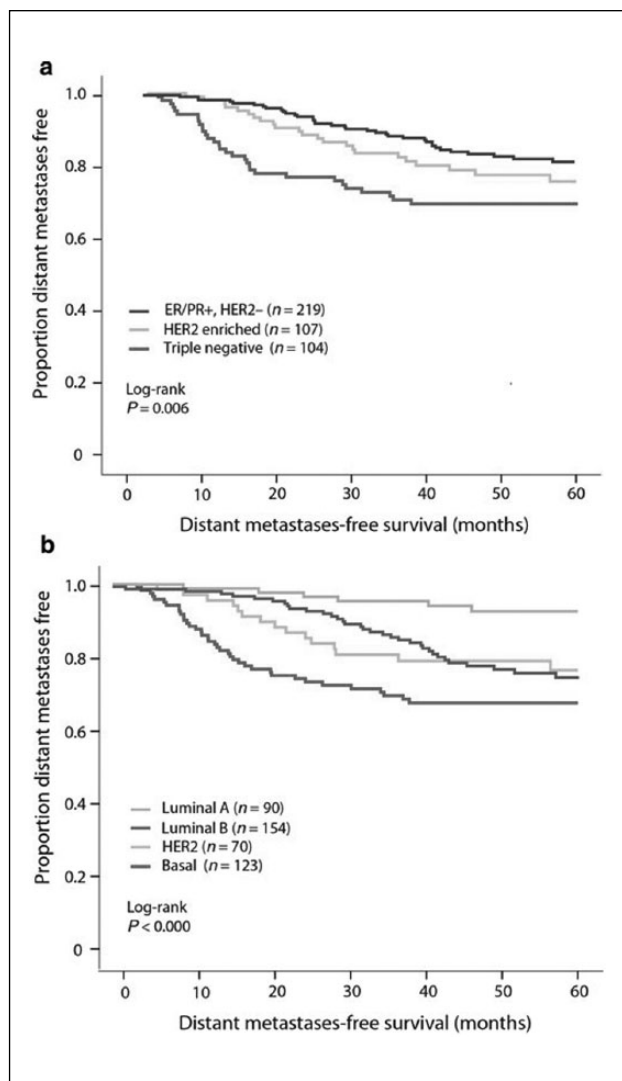 a
1.0
0.8
0.6
0.4
0.2
0
Proportion distant metastases free
ER/PR+, HER2– (n = 219)
HER2 enriched (n = 107)
Triple negative (n = 104)
Log-rank
P = 0.006
0 10 20 30 40 50 60
Distant metastases-free survival (months)
b
1.0
0.8
0.6
0.4
0.2
0
Proportion distant metastases free
Luminal A (n = 90)
Luminal B (n = 154)
HER2 (n = 70)
Basal (n = 123)
Log-rank
P < 0.000
0 10 20 30 40 50 60
Distant metastases-free survival (months)